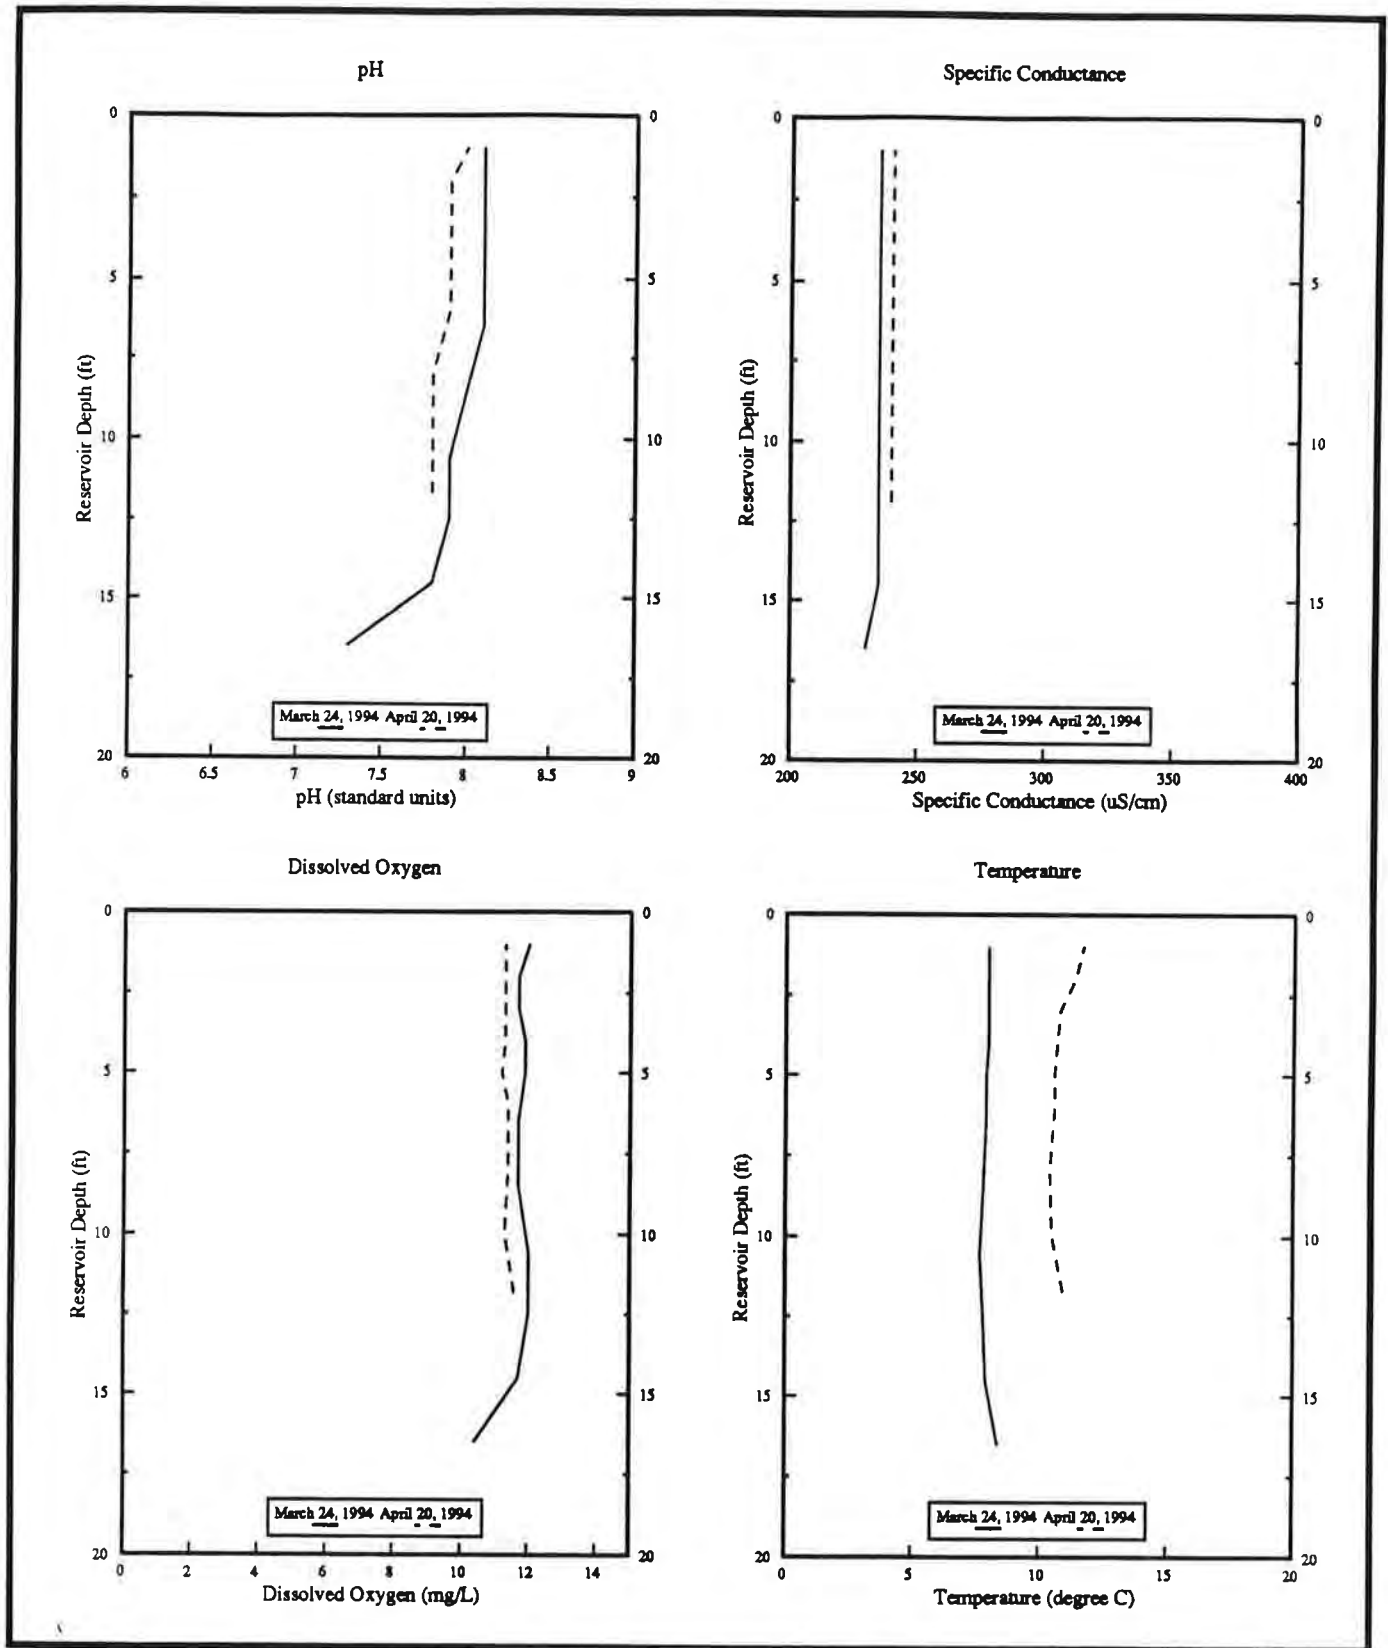 pH
0
5
10
15
20
0
5
10
15
20
Reservoir Depth (ft)
March 24, 1994 April 20, 1994
6 6.5 7 7.5 8 8.5 9
pH (standard units)
Specific Conductance
0
5
10
15
20
0
5
10
15
20
Reservoir Depth (ft)
March 24, 1994 April 20, 1994
200 250 300 350 400
Specific Conductance (uS/cm)
Dissolved Oxygen
0
5
10
15
20
0
5
10
15
20
Reservoir Depth (ft)
March 24, 1994 April 20, 1994
0 2 4 6 8 10 12 14
Dissolved Oxygen (mg/L)
Temperature
0
5
10
15
20
0
5
10
15
20
Reservoir Depth (ft)
March 24, 1994 April 20, 1994
0 5 10 15 20
Temperature (degree C)